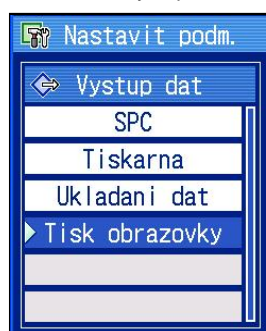 Nastavit podm.
Vystup dat
SPC
Tiskarna
Ukladani dat
Tisk obrazovky